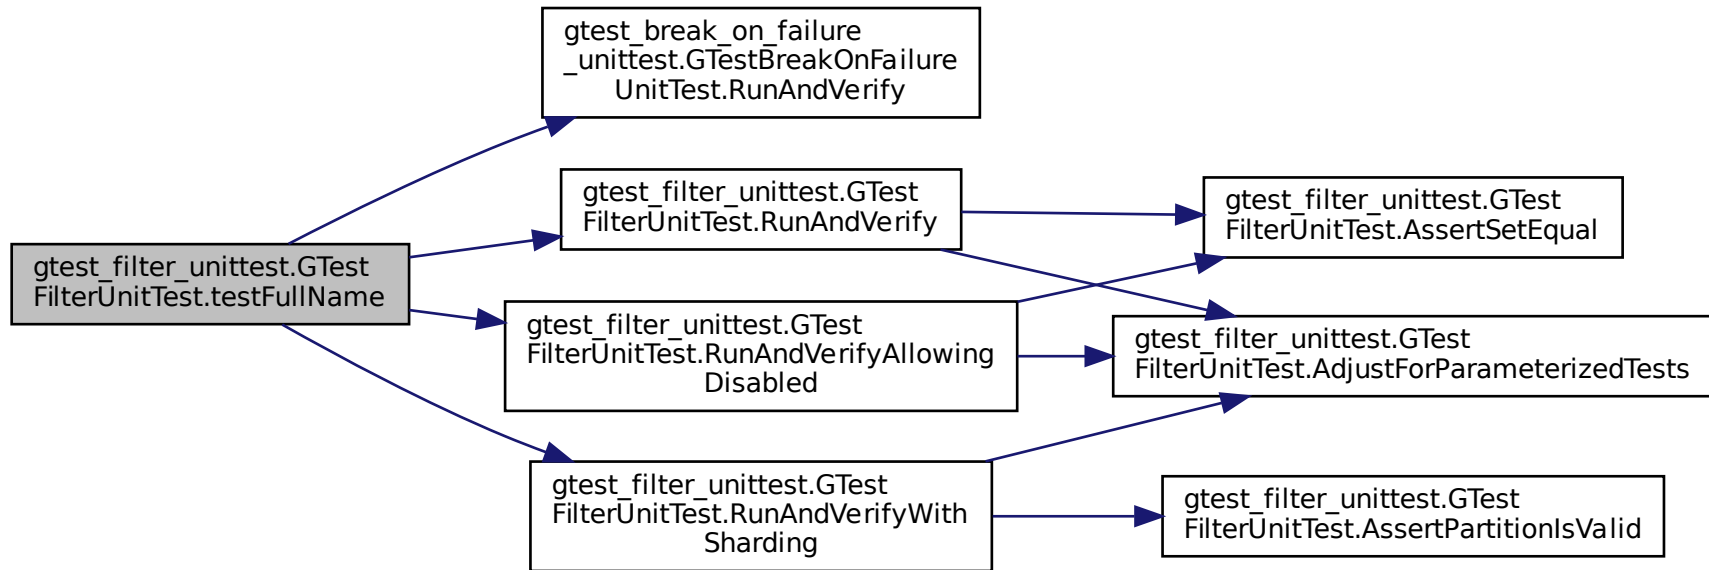 gtest_break_on_failure
_unittest.GTestBreakOnFailure
UnitTest.RunAndVerify
gtest_filter_unittest.GTest
FilterUnitTest.RunAndVerify
gtest_filter_unittest.GTest
FilterUnitTest.AssertSetEqual
gtest_filter_unittest.GTest
FilterUnitTest.testFullName
gtest_filter_unittest.GTest
FilterUnitTest.RunAndVerifyAllowing
Disabled
gtest_filter_unittest.GTest
FilterUnitTest.AdjustForParameterizedTests
gtest_filter_unittest.GTest
FilterUnitTest.RunAndVerifyWith
Sharding
gtest_filter_unittest.GTest
FilterUnitTest.AssertPartitionIsValid